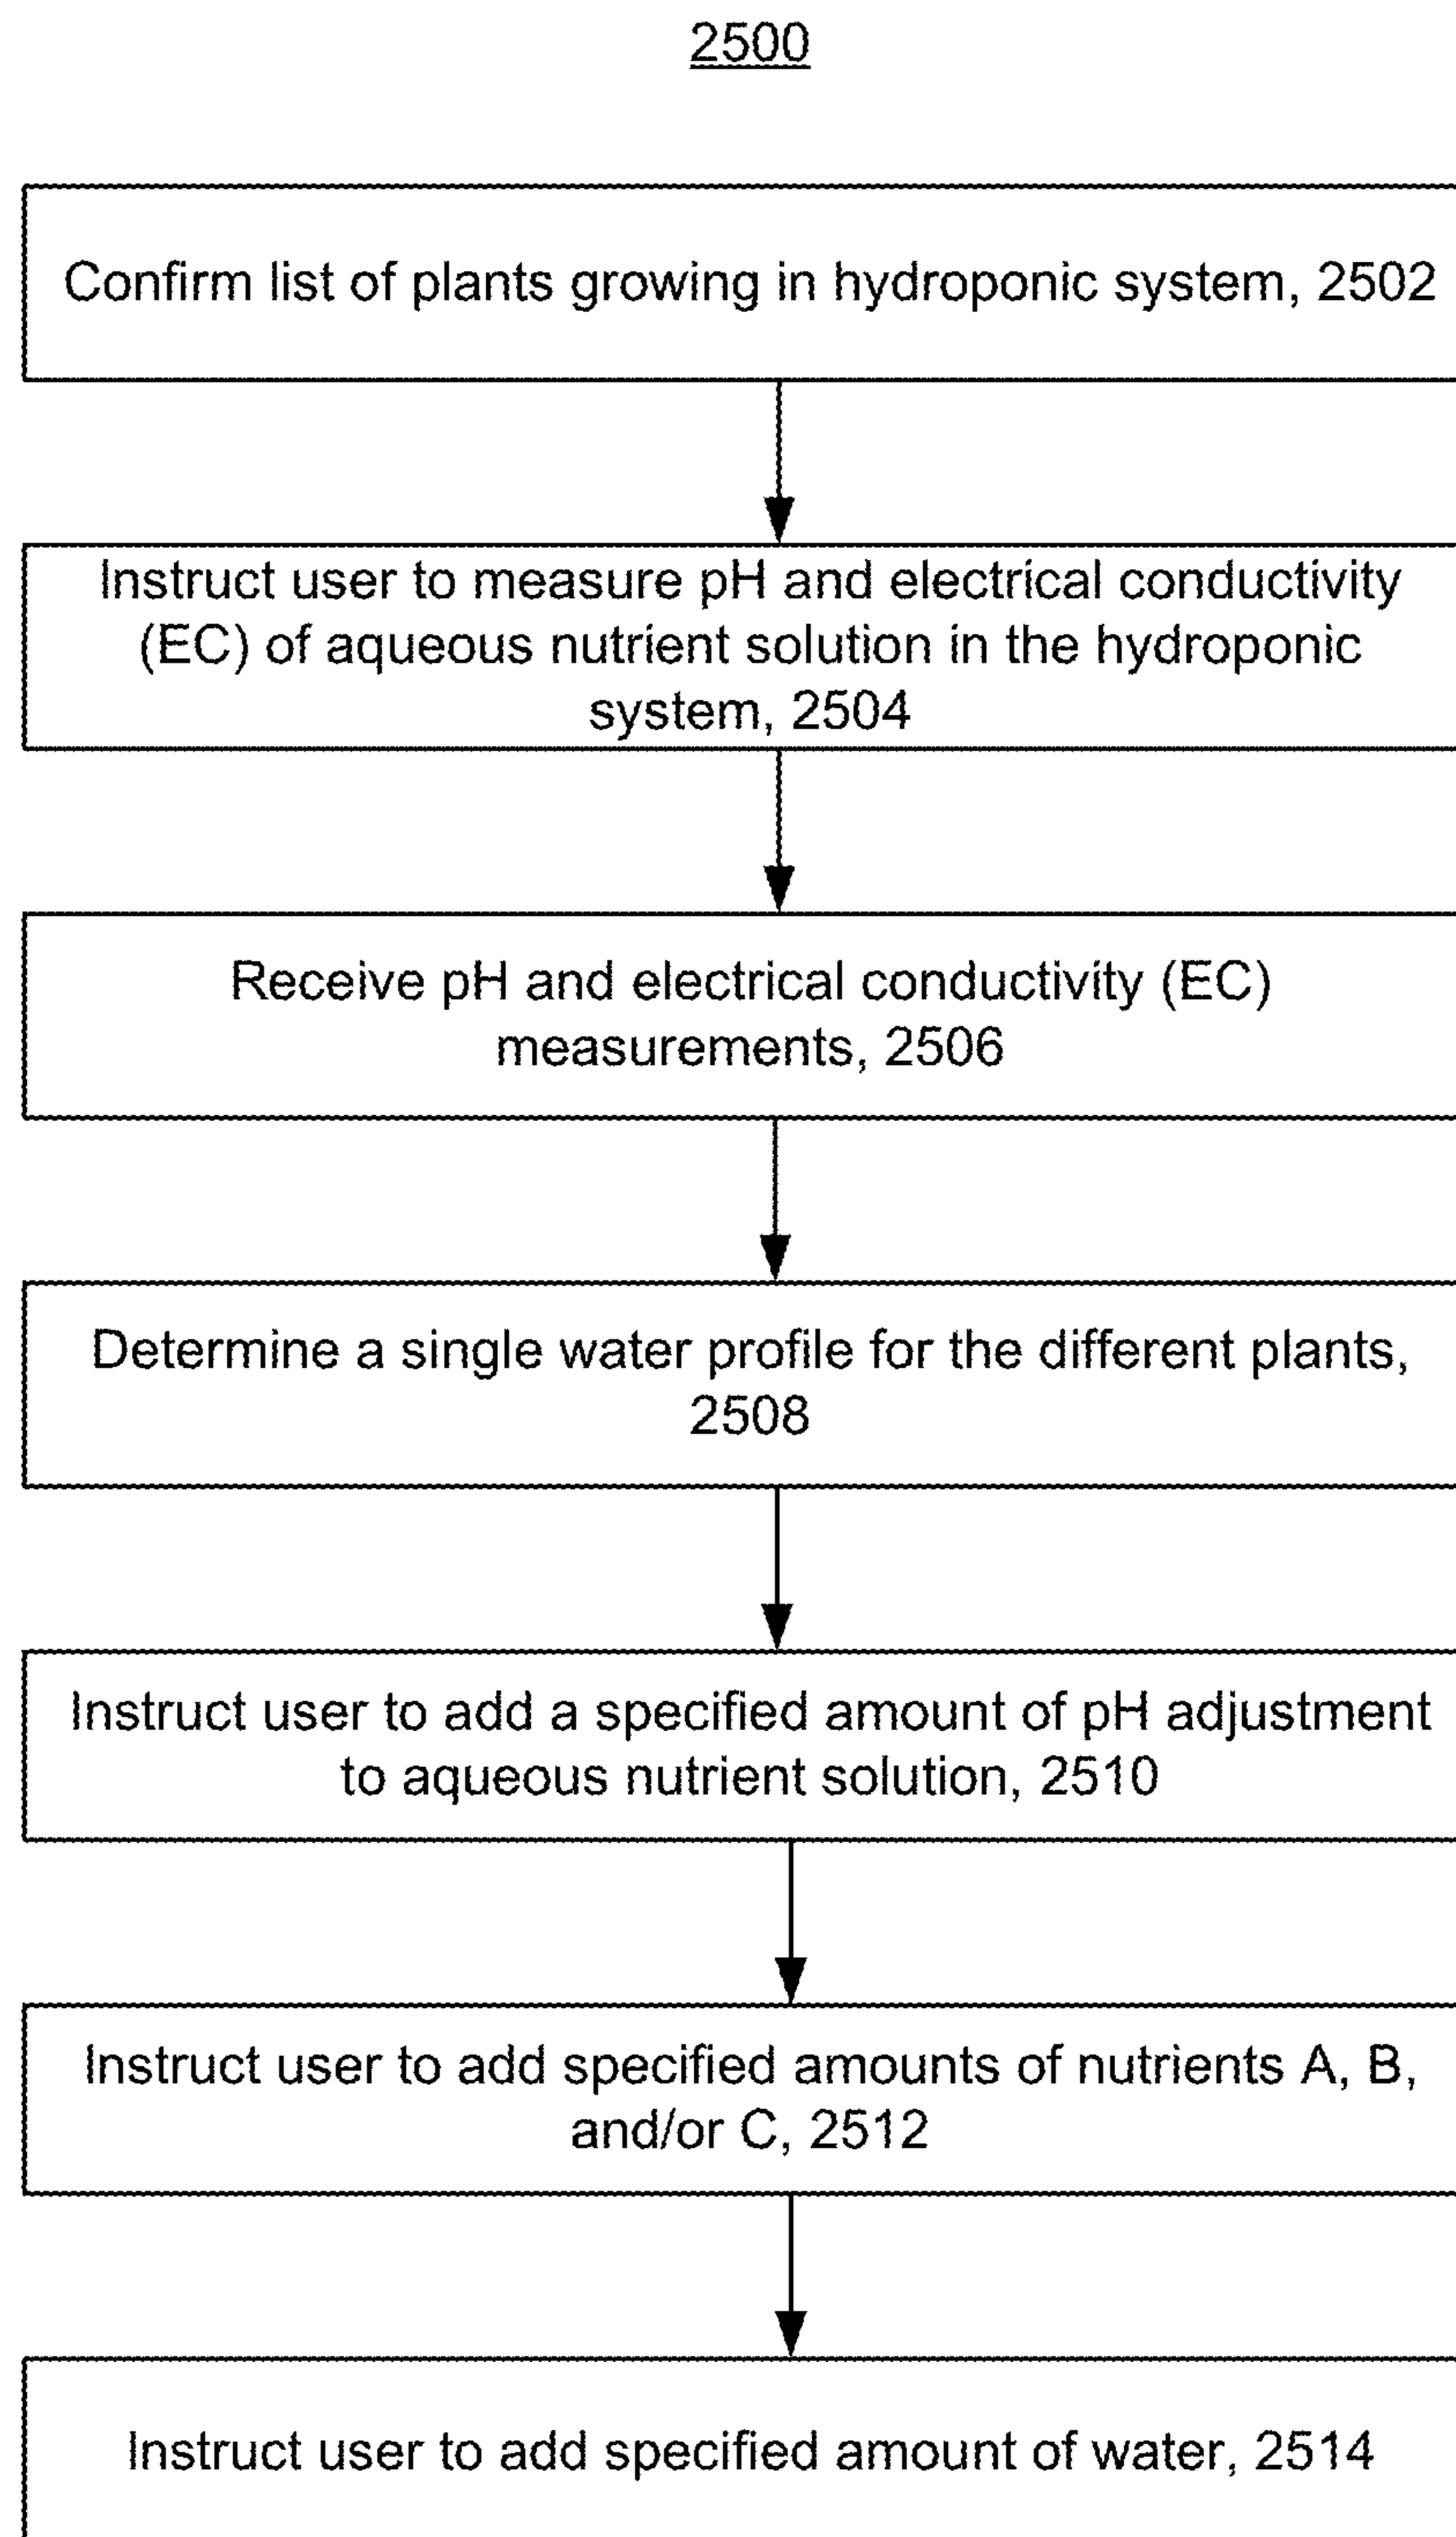 2500
Confirm list of plants growing in hydroponic system, 2502
Instruct user to measure pH and electrical conductivity
(EC) of aqueous nutrient solution in the hydroponic
system, 2504
Receive pH and electrical conductivity (EC)
measurements, 2506
Determine a single water profile for the different plants,
2508
Instruct user to add a specified amount of pH adjustment
to aqueous nutrient solution, 2510
Instruct user to add specified amounts of nutrients A, B,
and/or C, 2512
Instruct user to add specified amount of water, 2514